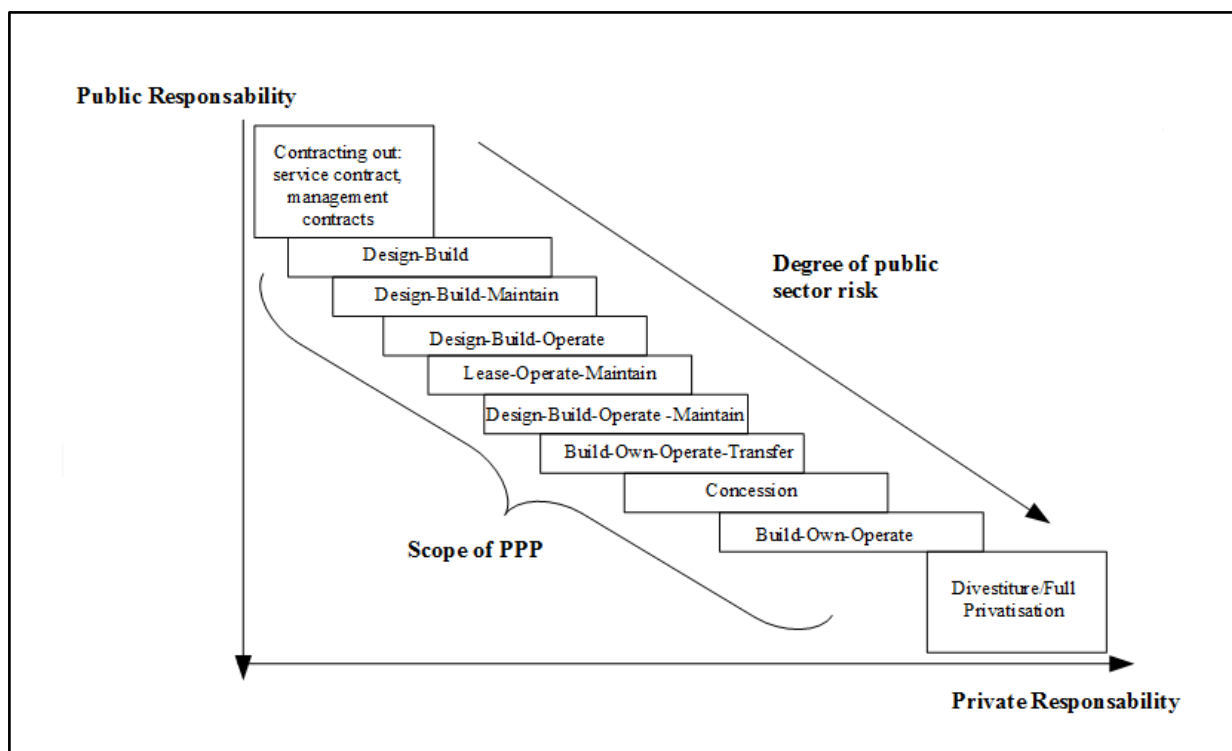 Public Responsability
Contracting out:
service contract,
management
contracts
Design-Build
Degree of public
sector risk
Design-Build-Maintain
Design-Build-Operate
Lease-Operate-Maintain
Design-Build-Operate -Maintain
Build-Own-Operate-Transfer
Concession
Build-Own-Operate
Scope of PPP
Divestiture/Full
Privatisation
Private Responsability